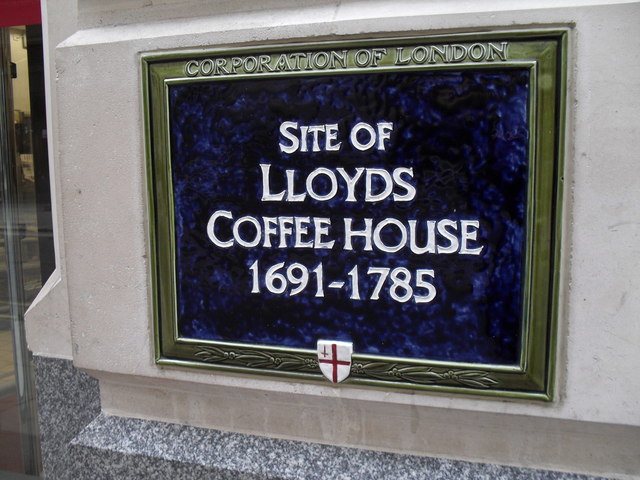 CORPORATION OF LONDON
SITE OF
LLOYDS
COFFEE HOUSE
1691-1785